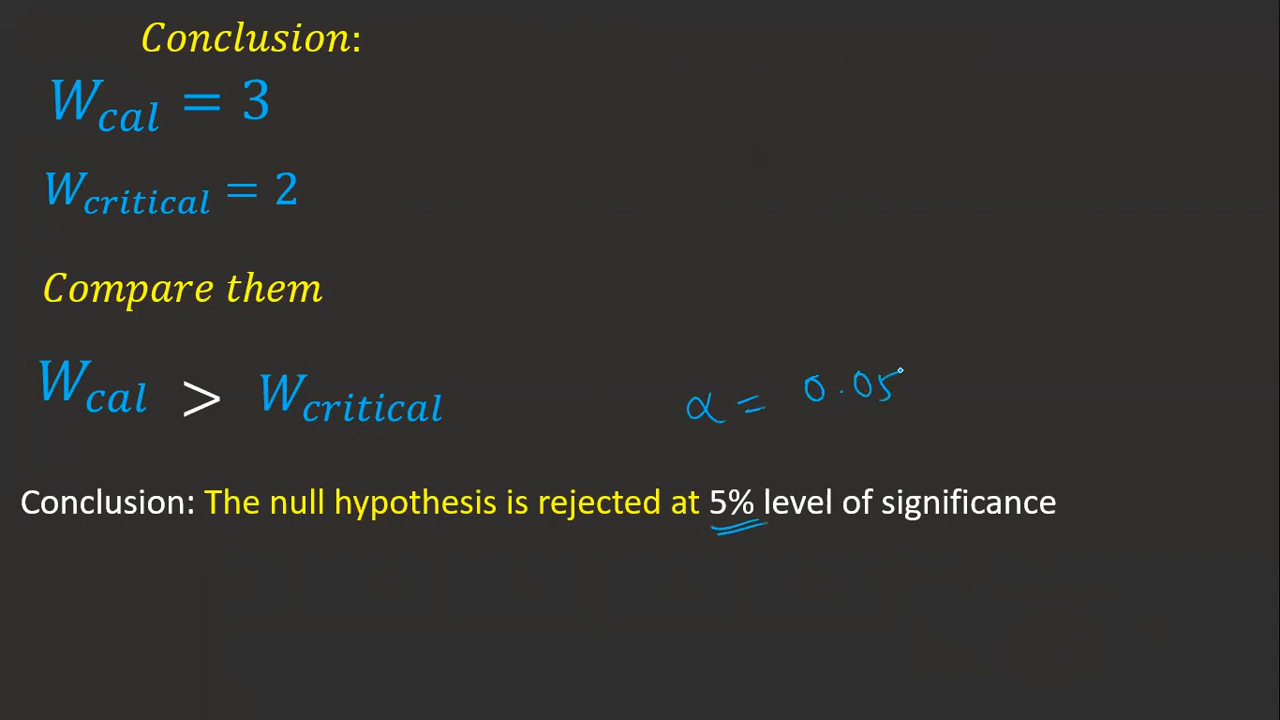 Conclusion:
W_cal = 3
W_critical = 2
Compare them
W_cal > W_critical
α = 0.05
Conclusion: The null hypothesis is rejected at 5% level of significance